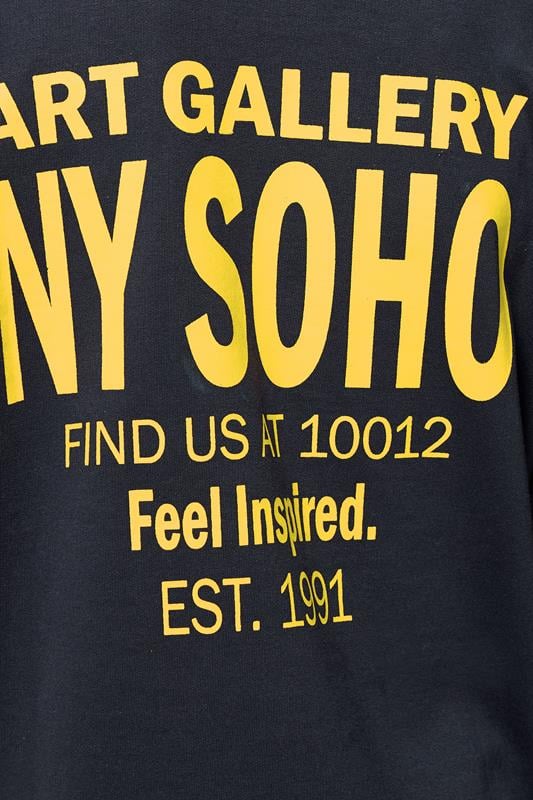 ART GALLERY
NY SOHO
FIND US AT 10012
Feel Inspired.
EST. 1991